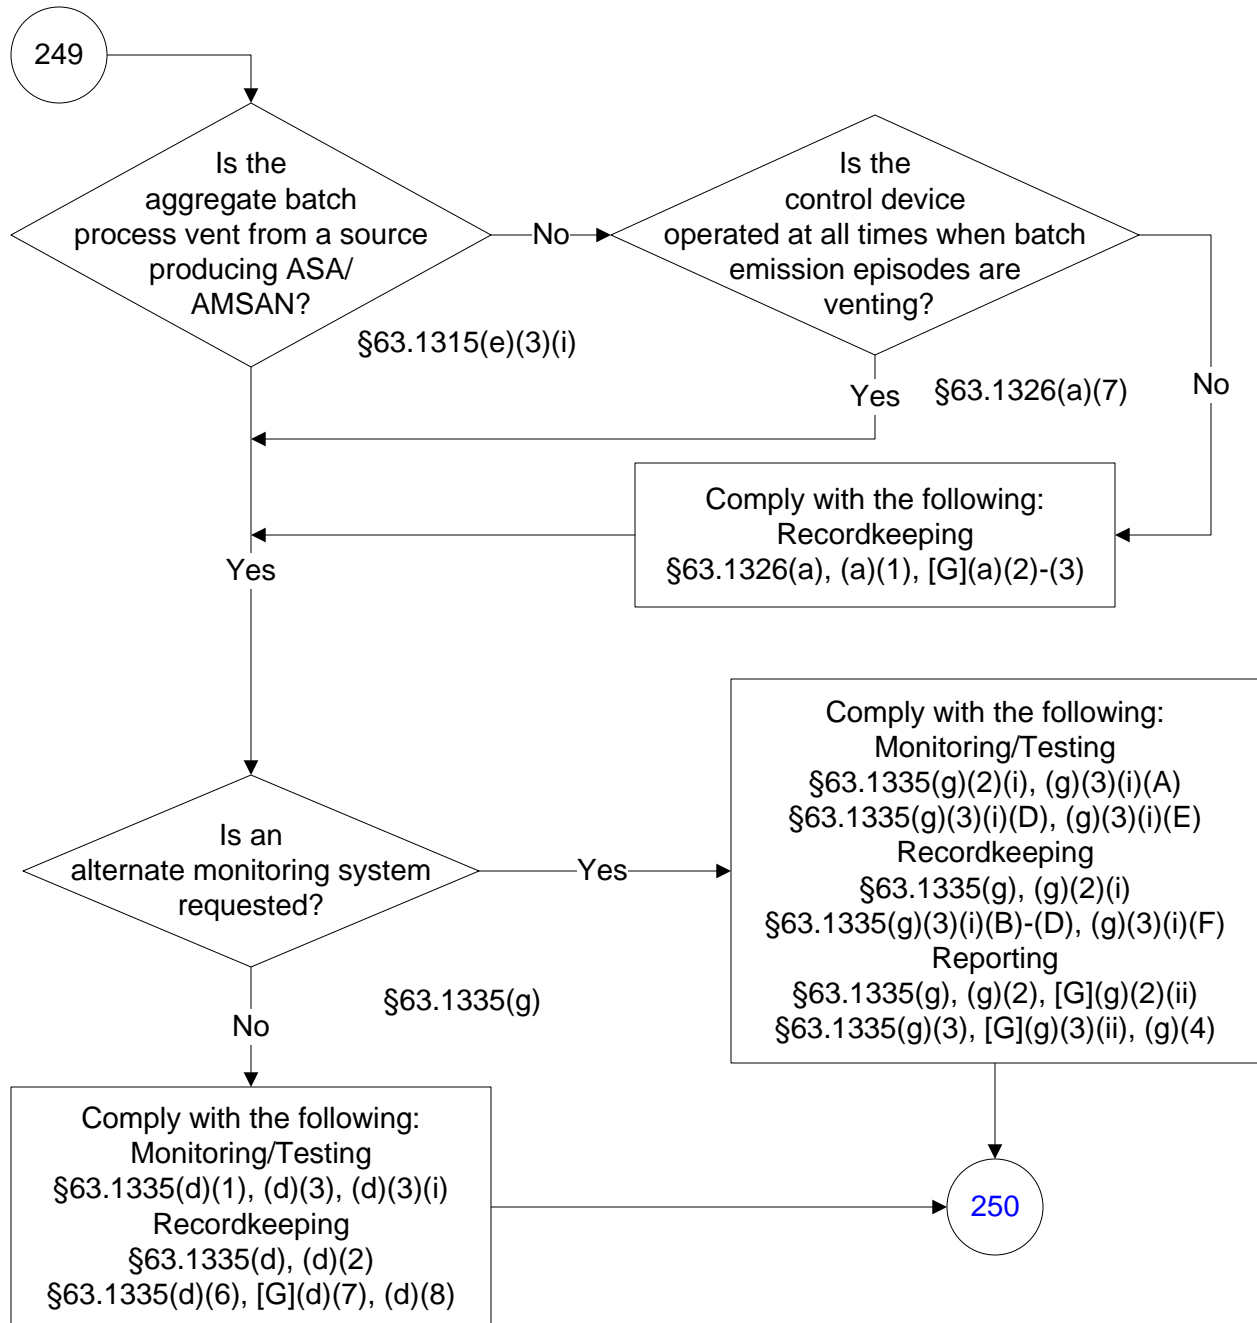 249
Is the
aggregate batch
process vent from a source
producing ASA/
AMSAN?
§63.1315(e)(3)(i)
No
Is the
control device
operated at all times when batch
emission episodes are
venting?
Yes
§63.1326(a)(7)
No
Comply with the following:
Recordkeeping
§63.1326(a), (a)(1), [G](a)(2)-(3)
Yes
Is an
alternate monitoring system
requested?
§63.1335(g)
Yes
Comply with the following:
Monitoring/Testing
§63.1335(g)(2)(i), (g)(3)(i)(A)
§63.1335(g)(3)(i)(D), (g)(3)(i)(E)
Recordkeeping
§63.1335(g), (g)(2)(i)
§63.1335(g)(3)(i)(B)-(D), (g)(3)(i)(F)
Reporting
§63.1335(g), (g)(2), [G](g)(2)(ii)
§63.1335(g)(3), [G](g)(3)(ii), (g)(4)
No
Comply with the following:
Monitoring/Testing
§63.1335(d)(1), (d)(3), (d)(3)(i)
Recordkeeping
§63.1335(d), (d)(2)
§63.1335(d)(6), [G](d)(7), (d)(8)
250